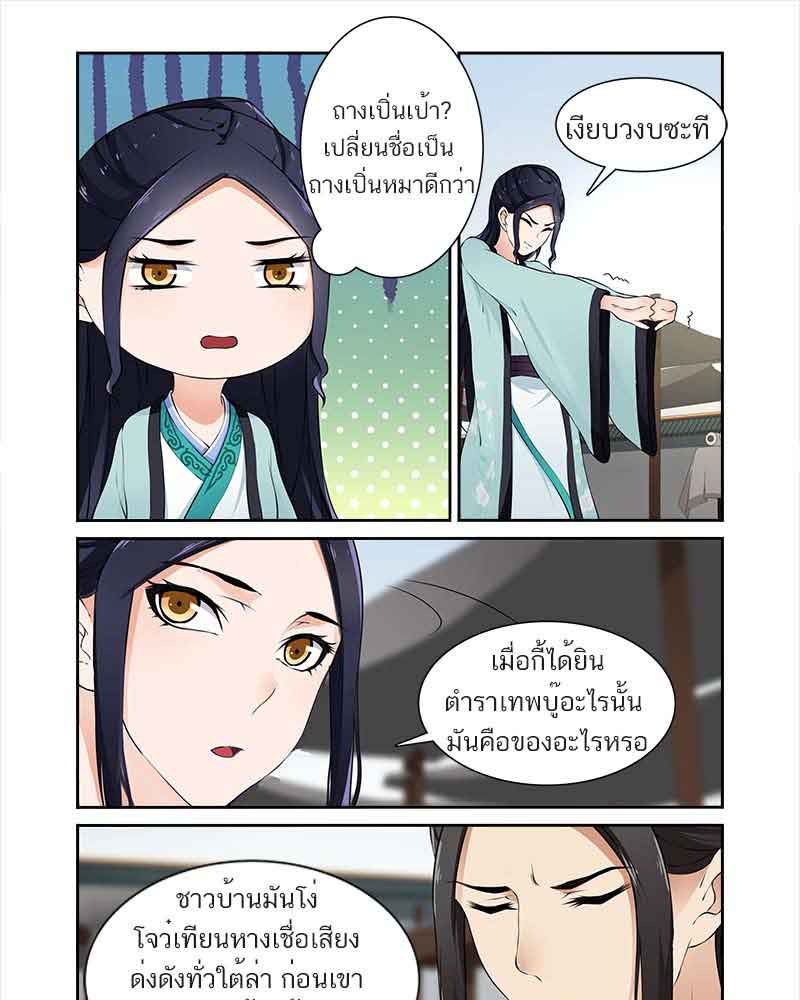 ถางเปิ่นเป้า?
เปลี่ยนชื่อเป็น
ถางเปิ่นหมาดีกว่า
เงียบวงบซะที
เมื่อกี้ได้ยิน
ตำราเทพบู๊อะไรนั้น
มันคือของอะไรหรอ
ชาวบ้านมันโง่
โจว๋เทียนหางเชื่อเสียง
ด่งดังทั่วใต้ล่า ก่อนเขา